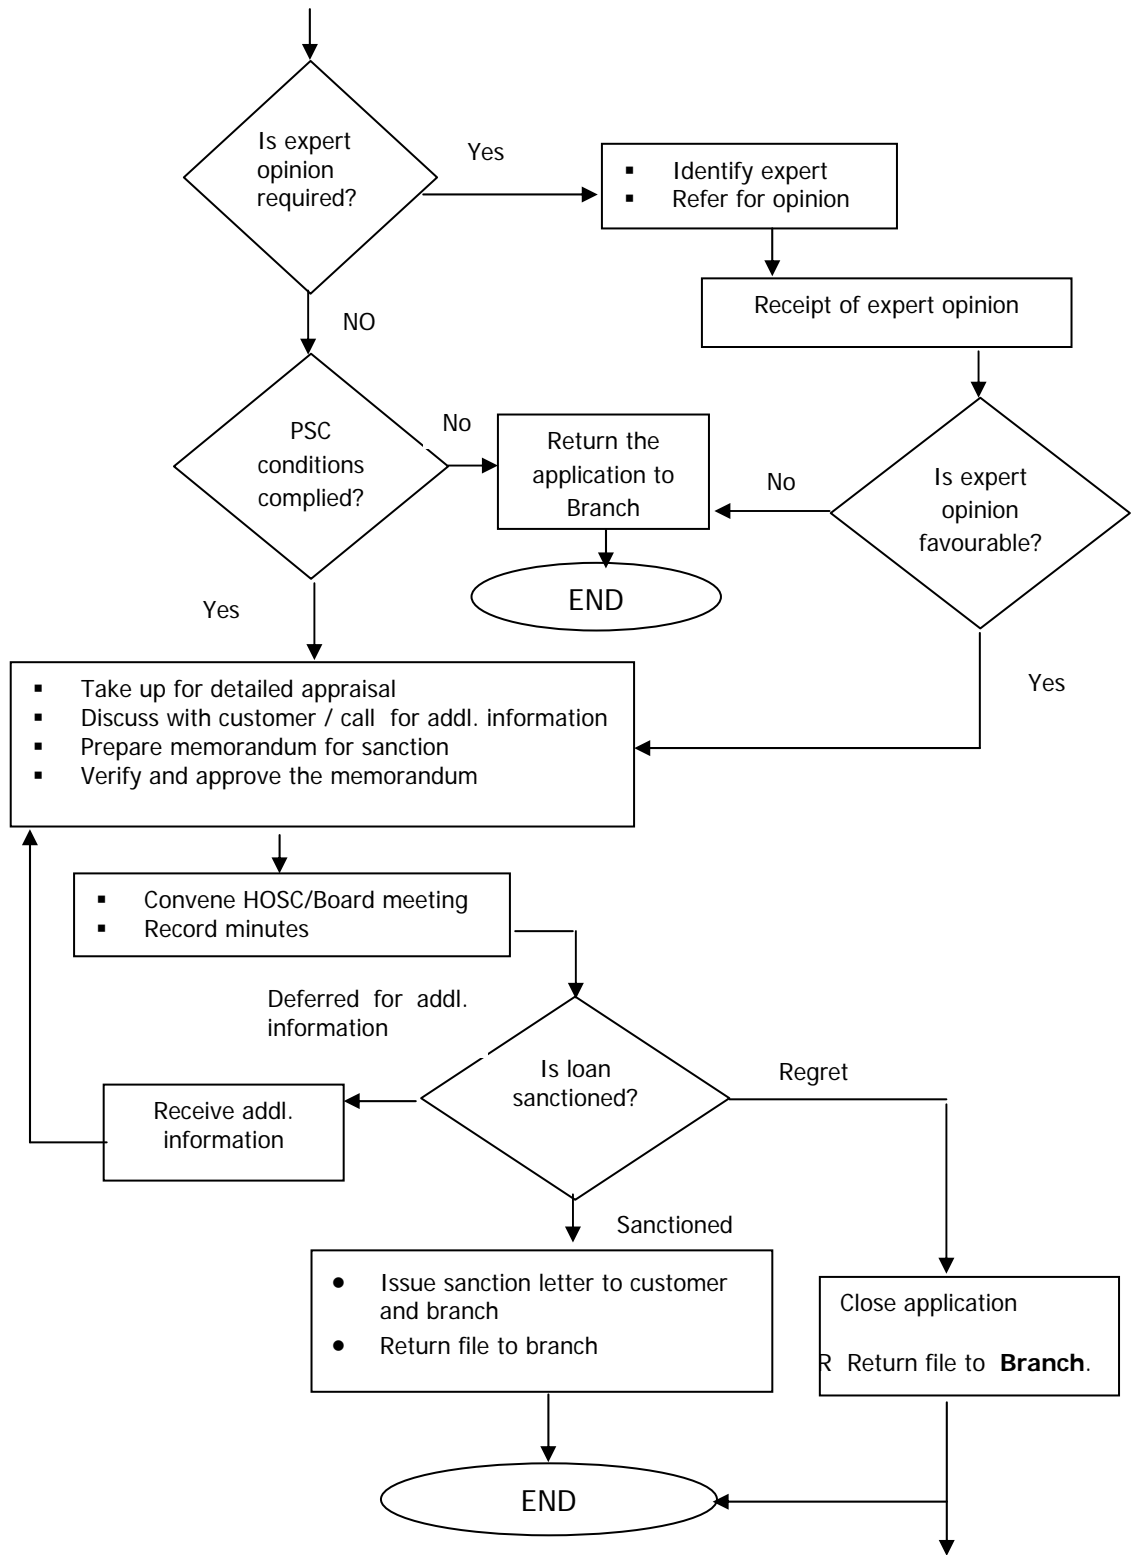 Is expert
opinion
required?
Yes
▪ Identify expert
▪ Refer for opinion
Receipt of expert opinion
NO
PSC
conditions
complied?
No
Return the
application to
Branch
No
Is expert
opinion
favourable?
END
Yes
Yes
▪ Take up for detailed appraisal
▪ Discuss with customer / call for addl. information
▪ Prepare memorandum for sanction
▪ Verify and approve the memorandum
▪ Convene HOSC/Board meeting
▪ Record minutes
Deferred for addl.
information
Is loan
sanctioned?
Regret
Receive addl.
information
Sanctioned
● Issue sanction letter to customer
and branch
● Return file to branch
Close application
R Return file to Branch.
END